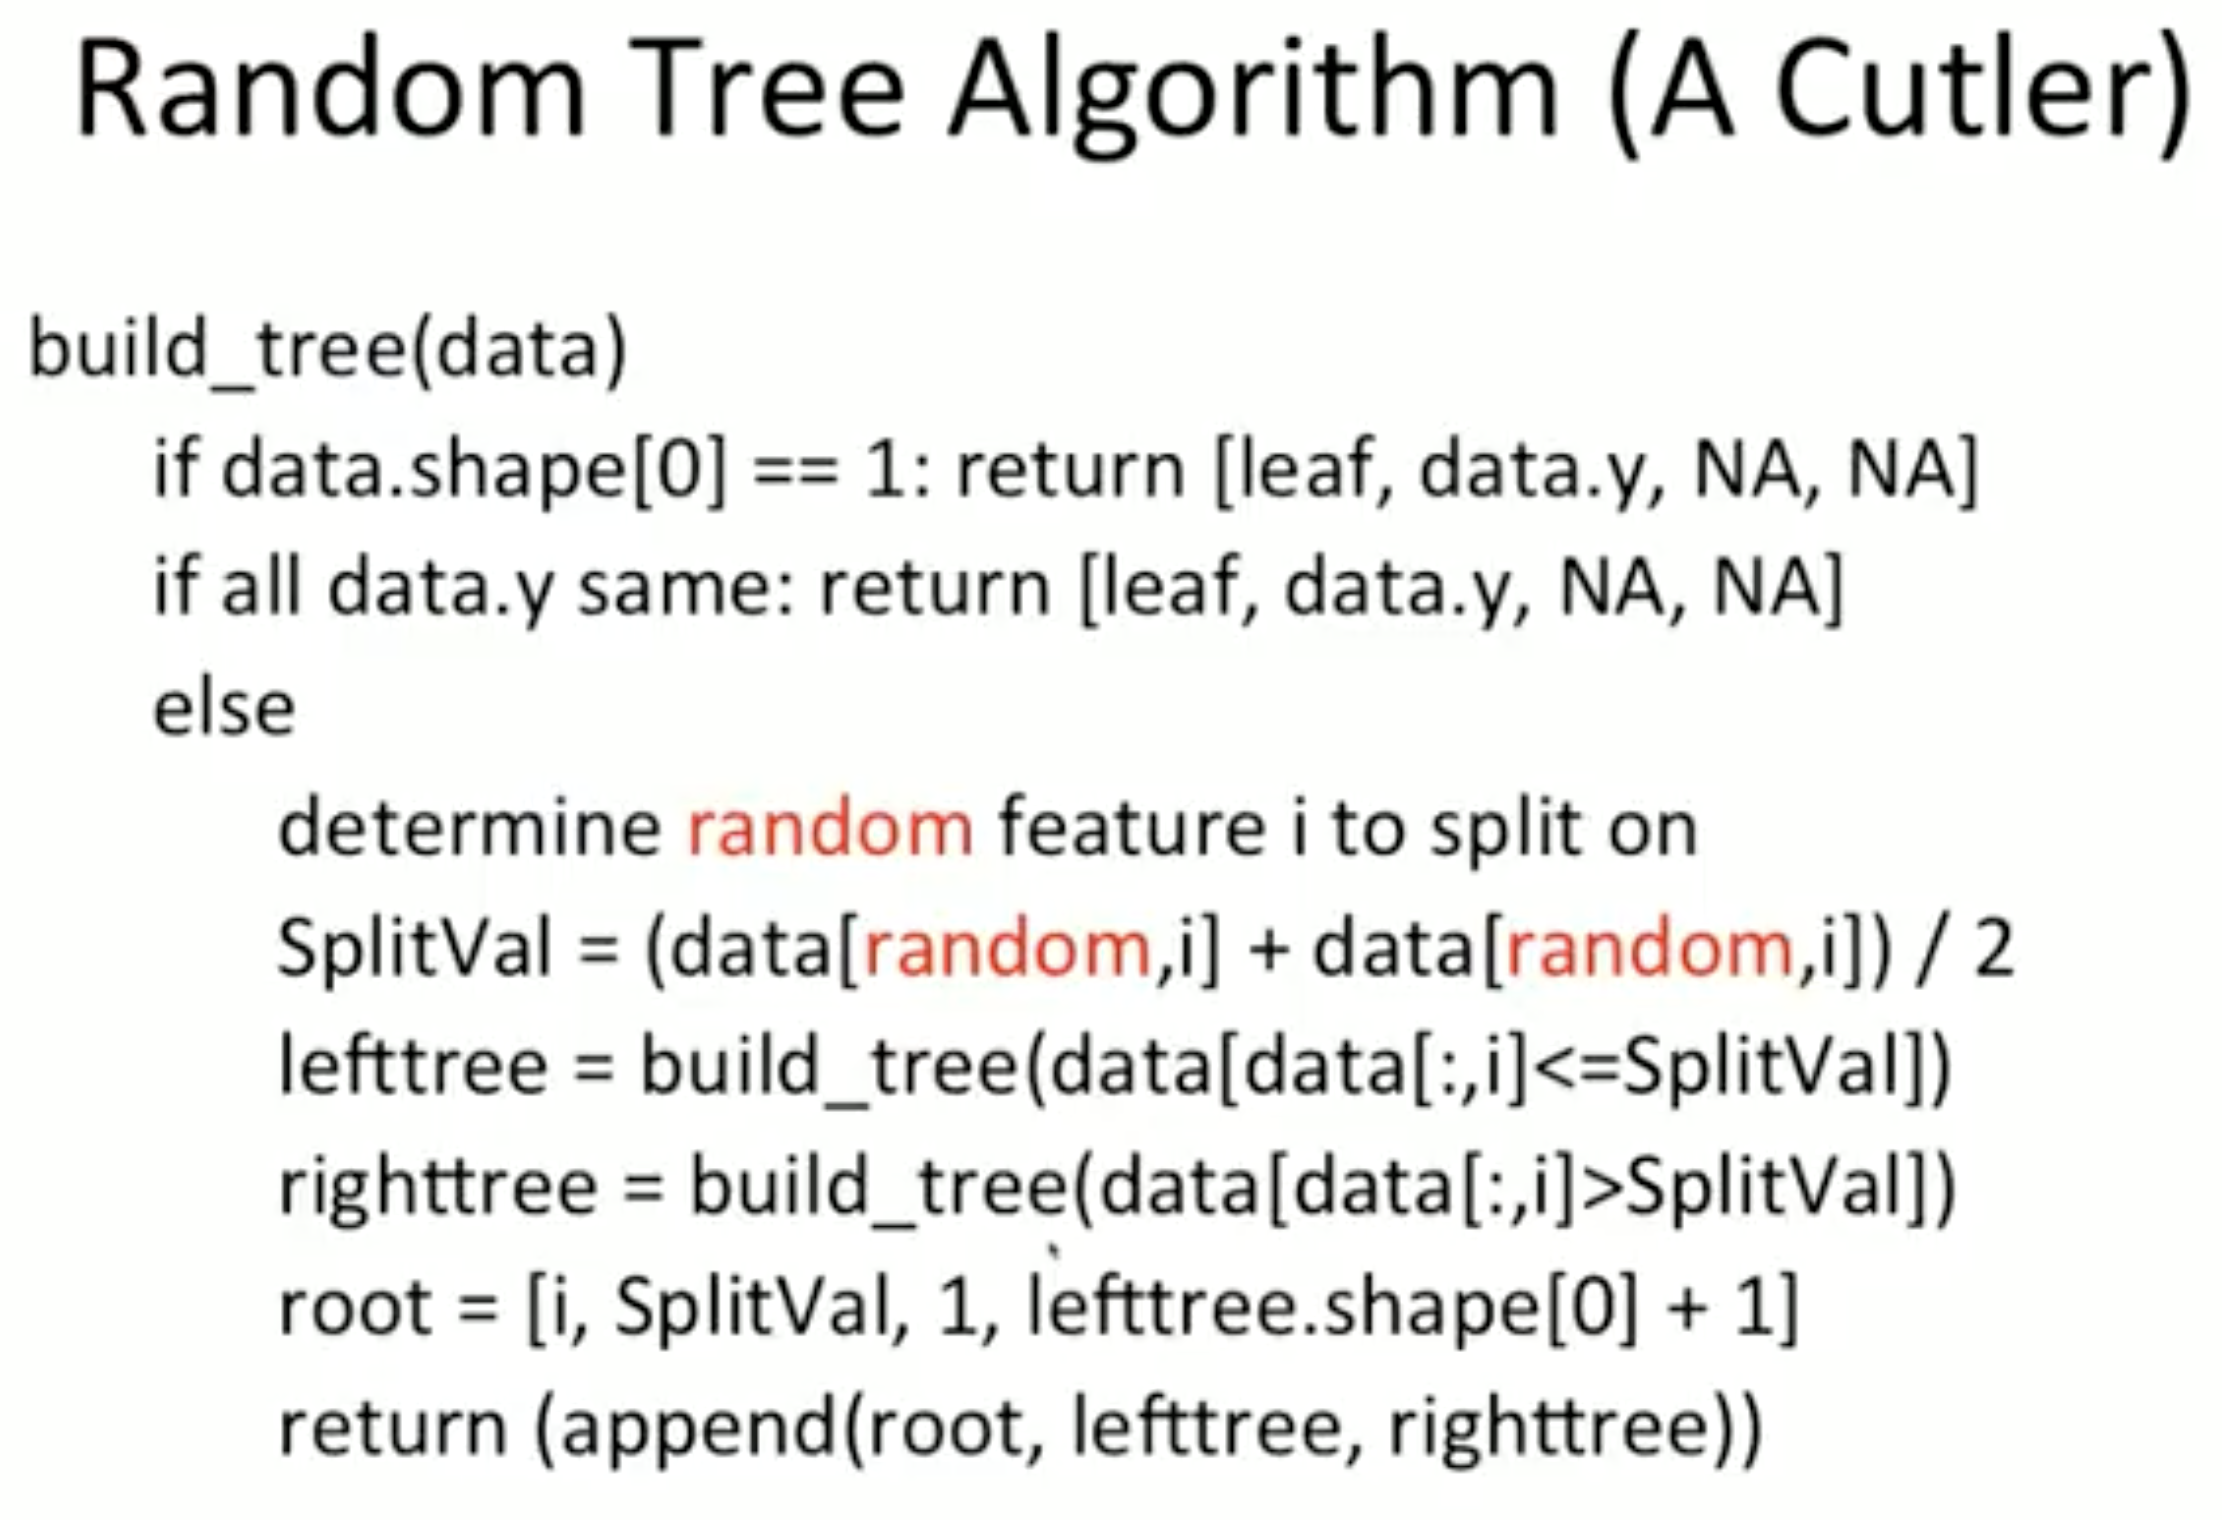 Random Tree Algorithm (A Cutler)
build_tree(data)
if data.shape[0] == 1: return [leaf, data.y, NA, NA]
if all data.y same: return [leaf, data.y, NA, NA]
else
determine random feature i to split on
SplitVal = (data[random,i] + data[random,i]) / 2
lefttree = build_tree(data[data[:,i]<=SplitVal])
righttree = build_tree(data[data[:,i]>SplitVal])
root = [i, SplitVal, 1, lefttree.shape[0] + 1]
return (append(root, lefttree, righttree))